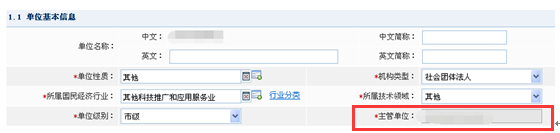 1.1 单位基本信息
单位名称： 中文： 中文简称：
英文： 英文简称：
*单位性质： 其他 *机构类型： 社会团体法人
*所属国民经济行业： 其他科技推广和应用服务业 行业分类 *所属技术领域： 其他
*单位级别： 市级 *主管单位：